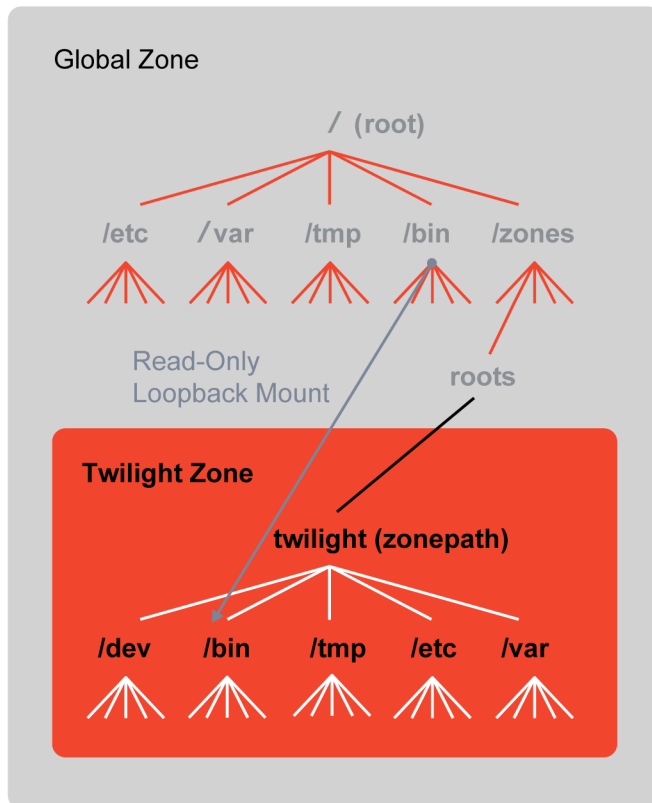 Global Zone
/ (root)
/etc /var /tmp /bin /zones
Read-Only
Loopback Mount
roots
Twilight Zone
twilight (zonepath)
/dev /bin /tmp /etc /var